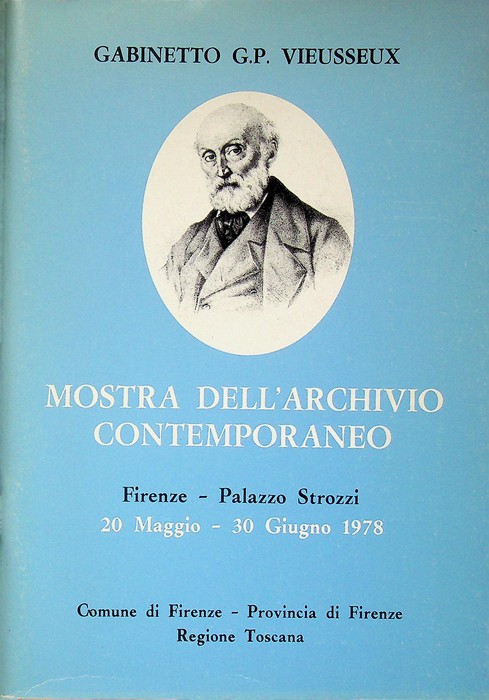 GABINETTO G.P. VIEUSSEUX
MOSTRA DELL'ARCHIVIO
CONTEMPORANEO
Firenze - Palazzo Strozzi
20 Maggio - 30 Giugno 1978
Comune di Firenze - Provincia di Firenze
Regione Toscana